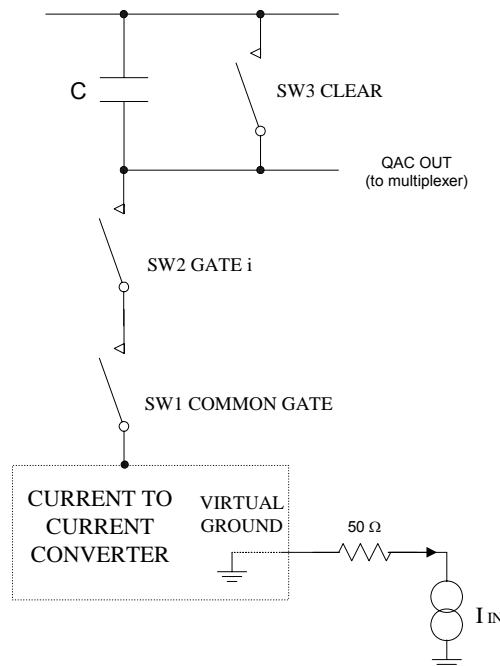 C
SW3 CLEAR
QAC OUT
(to multiplexer)
SW2 GATE i
SW1 COMMON GATE
CURRENT TO
CURRENT
CONVERTER
VIRTUAL
GROUND
50 Ω
I IN